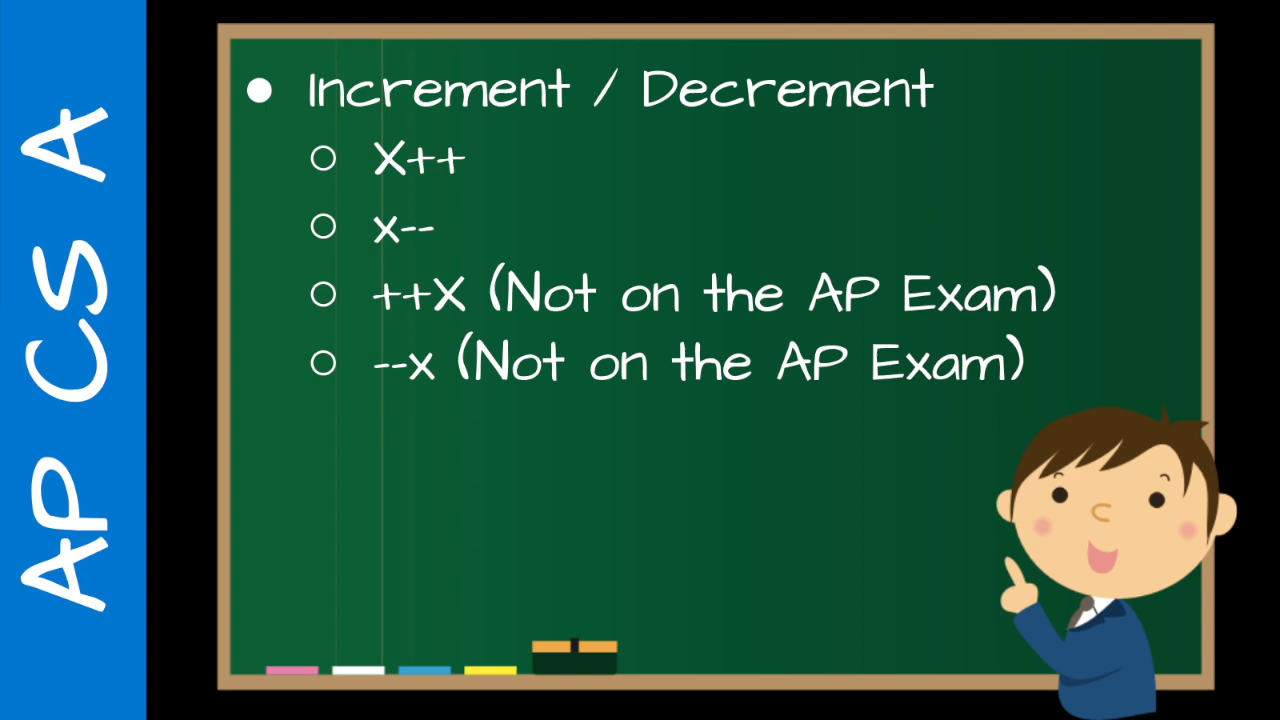 AP CS A
Increment / Decrement
X++
x--
++X (Not on the AP Exam)
--x (Not on the AP Exam)